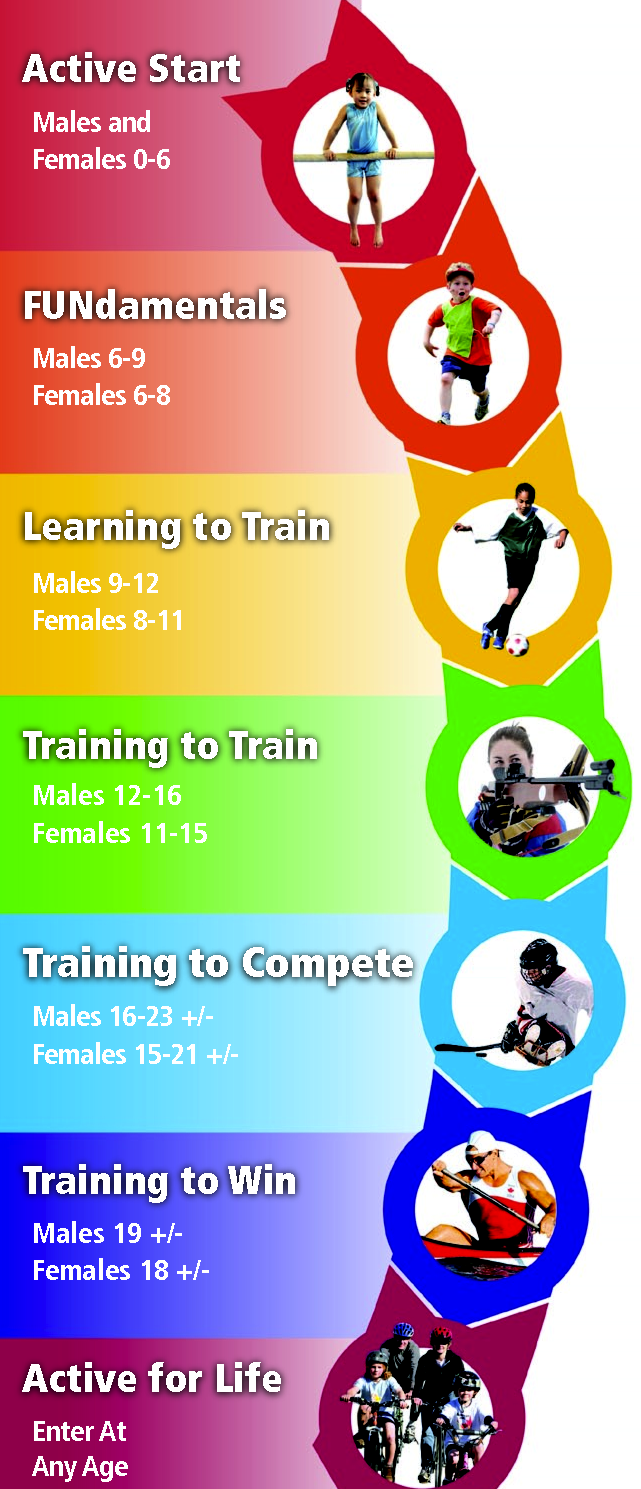 Active Start
Males and
Females 0-6
FUNdamentals
Males 6-9
Females 6-8
Learning to Train
Males 9-12
Females 8-11
Training to Train
Males 12-16
Females 11-15
Training to Compete
Males 16-23 +/-
Females 15-21 +/-
Training to Win
Males 19 +/-
Females 18 +/-
Active for Life
Enter At
Any Age